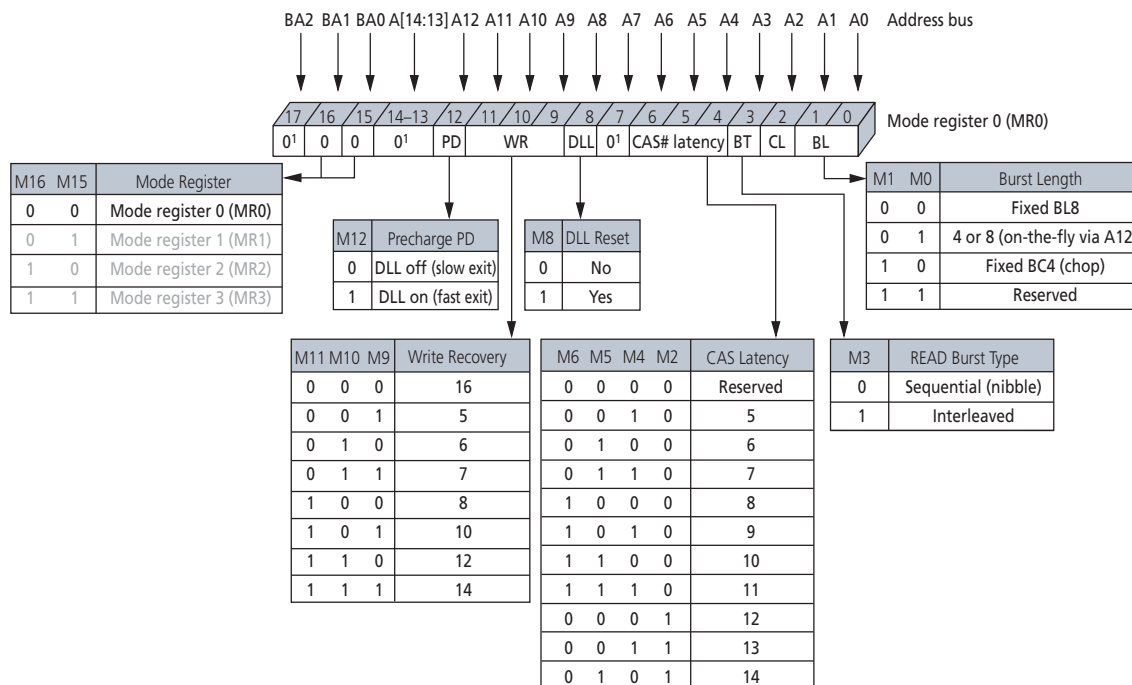 BA2 BA1 BA0 A[14:13] A12 A11 A10 A9 A8 A7 A6 A5 A4 A3 A2 A1 A0 Address bus
17 16 15 14–13 12 11 10 9 8 7 6 5 4 3 2 1 0 Mode register 0 (MR0)
0¹ 0 0 0¹ PD WR DLL 0¹ CAS# latency BT CL BL
M16 M15 Mode Register
0 0 Mode register 0 (MR0)
0 1 Mode register 1 (MR1)
1 0 Mode register 2 (MR2)
1 1 Mode register 3 (MR3)
M12 Precharge PD
0 DLL off (slow exit)
1 DLL on (fast exit)
M8 DLL Reset
0 No
1 Yes
M1 M0 Burst Length
0 0 Fixed BL8
0 1 4 or 8 (on-the-fly via A12
1 0 Fixed BC4 (chop)
1 1 Reserved
M11 M10 M9 Write Recovery
0 0 0 16
0 0 1 5
0 1 0 6
0 1 1 7
1 0 0 8
1 0 1 10
1 1 0 12
1 1 1 14
M6 M5 M4 M2 CAS Latency
0 0 0 0 Reserved
0 0 1 0 5
0 1 0 0 6
0 1 1 0 7
1 0 0 0 8
1 0 1 0 9
1 1 0 0 10
1 1 1 0 11
0 0 0 1 12
0 0 1 1 13
0 1 0 1 14
M3 READ Burst Type
0 Sequential (nibble)
1 Interleaved